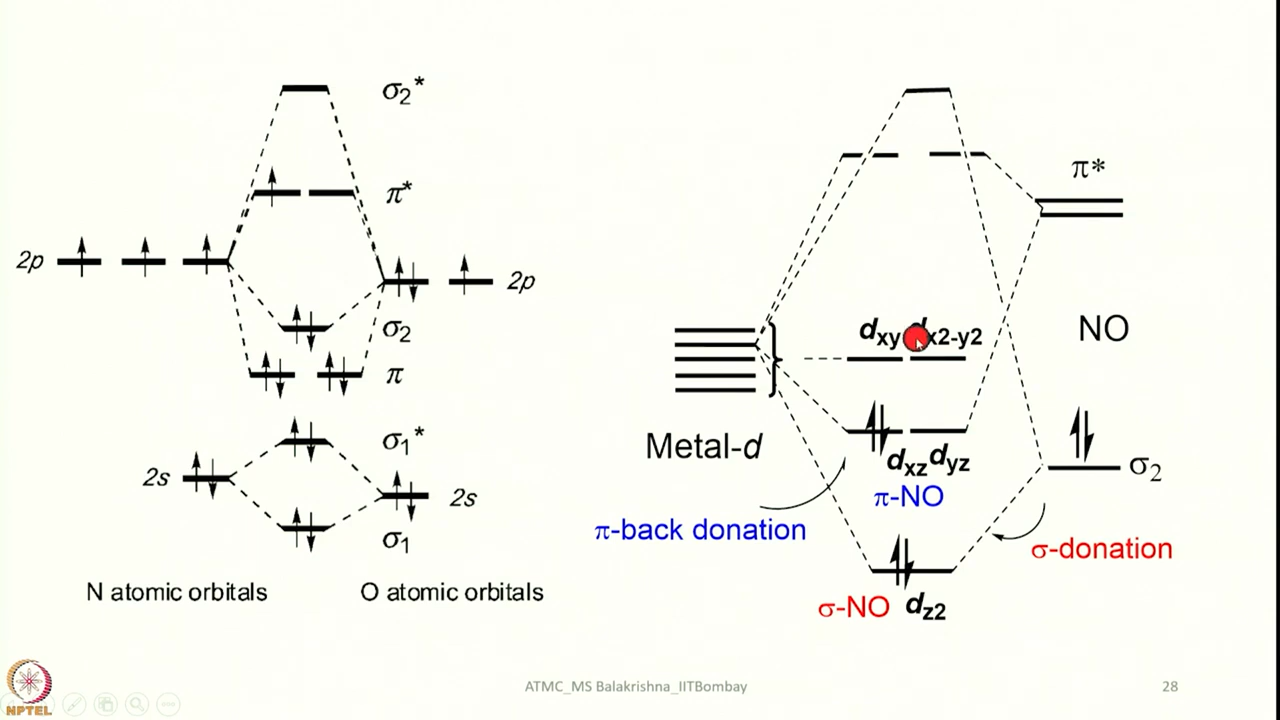 σ2*
π*
2p
2p
σ2
π
σ1*
2s
2s
σ1
N atomic orbitals
O atomic orbitals
π*
dxy dx2-y2
NO
Metal-d
dxz dyz
σ2
π-NO
π-back donation
σ-donation
σ-NO dz2
NPTEL
ATMC_MS Balakrishna_IITBombay
28